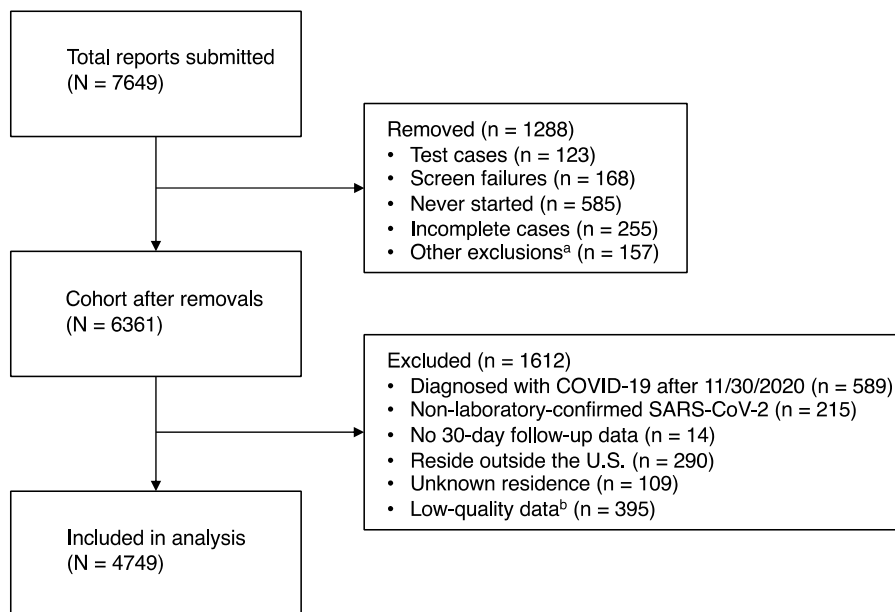 Total reports submitted
(N = 7649)
Removed (n = 1288)
• Test cases (n = 123)
• Screen failures (n = 168)
• Never started (n = 585)
• Incomplete cases (n = 255)
• Other exclusionsᵃ (n = 157)
Cohort after removals
(N = 6361)
Excluded (n = 1612)
• Diagnosed with COVID-19 after 11/30/2020 (n = 589)
• Non-laboratory-confirmed SARS-CoV-2 (n = 215)
• No 30-day follow-up data (n = 14)
• Reside outside the U.S. (n = 290)
• Unknown residence (n = 109)
• Low-quality dataᵇ (n = 395)
Included in analysis
(N = 4749)